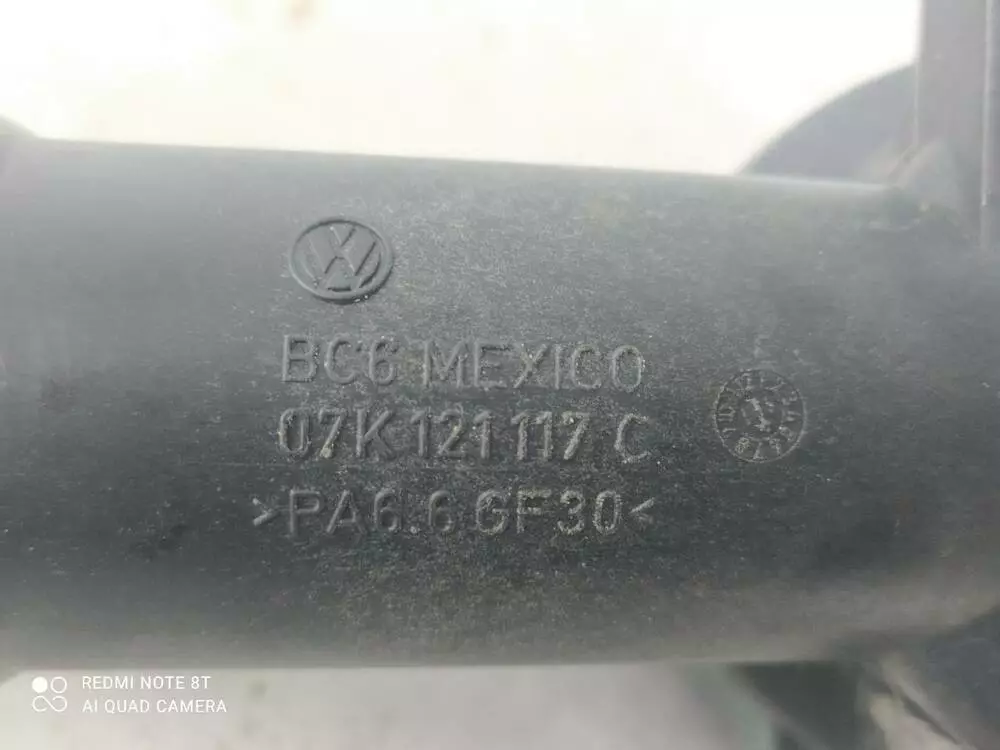 BC6 MEXICO
07K 121 117 C
>PA6.6 GF30<
REDMI NOTE 8T
AI QUAD CAMERA